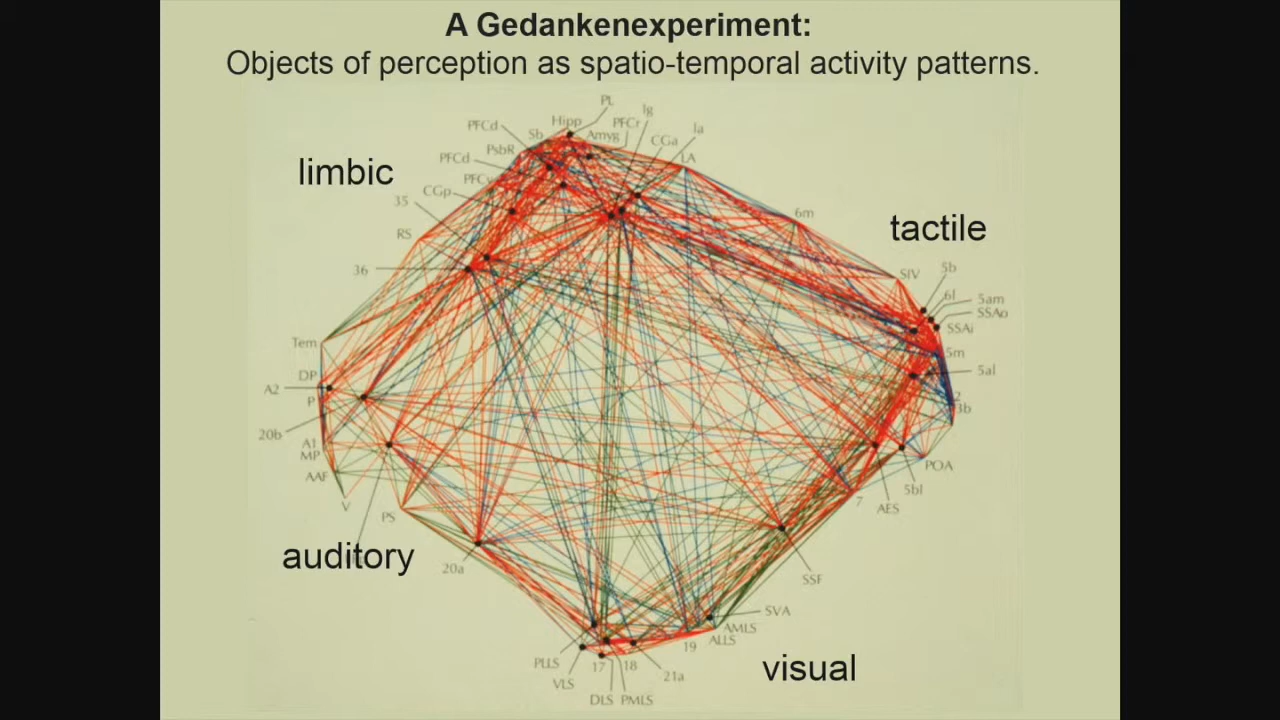 A Gedankenexperiment:
Objects of perception as spatio-temporal activity patterns.
PL
Ig
Hipp
PFCr
Ia
PFCd
Sb
Amyg
CGa
PsbR
LA
PFCd
limbic
PFCv
CGp
35
6m
tactile
RS
36
SIV
5b
6l
5am
SSAo
SSAi
Tem
5m
DP
5al
A2
P
2
3b
20b
A1
MP
POA
AAF
5bl
V
7
AES
PS
auditory
20a
SSF
SVA
AMLS
ALLS
19
PLLS
17
18
21a
visual
VLS
DLS
PMLS